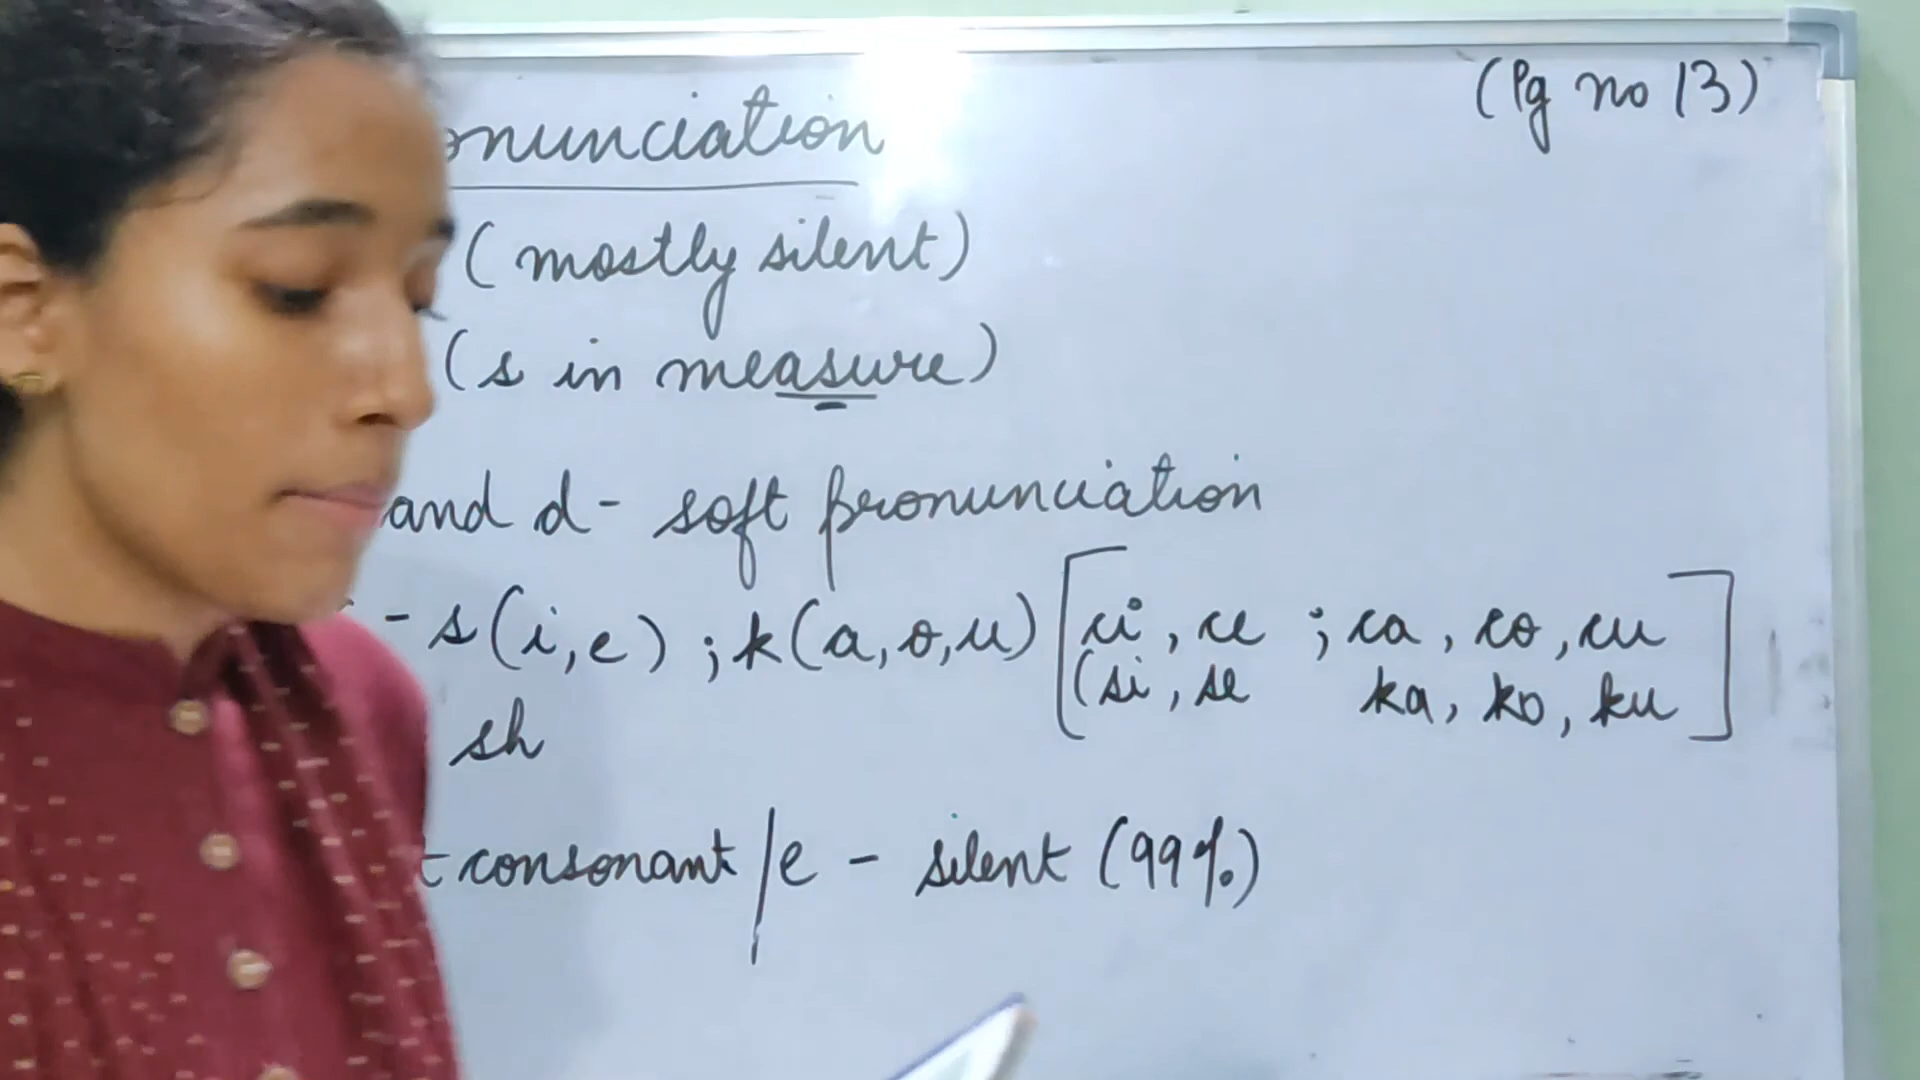 (Pg no 13)
onunciation
(mostly silent)
(s in measure)
and d - soft pronunciation
- s(i,e) ; k(a,o,u) [ci, ce ; ca, co, cu]
(si, se ka, ko, ku
sh
t consonant/e - silent (99%)